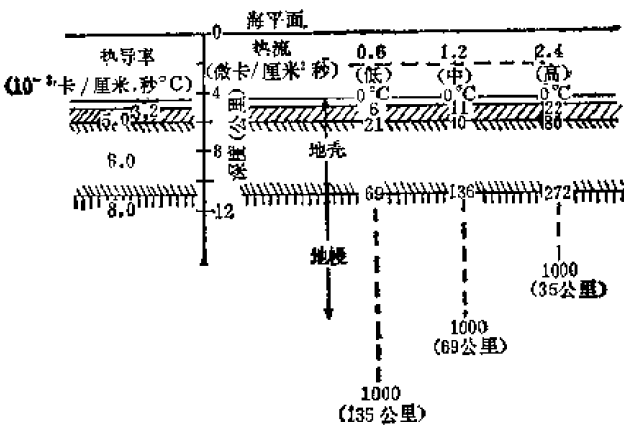 海平面
0
热导率
(10⁻³卡/厘米.秒°C)
热流
(微卡/厘米²秒)
0.6 1.2 2.4
(低) (中) (高)
4 0℃ 0℃ 0℃
6 11 22
5.0 21 40 80
深度(公里)
地壳
6.0 8
69 136 272
8.0 12
地幔
1000
(35公里)
1000
(69公里)
1000
(135公里)